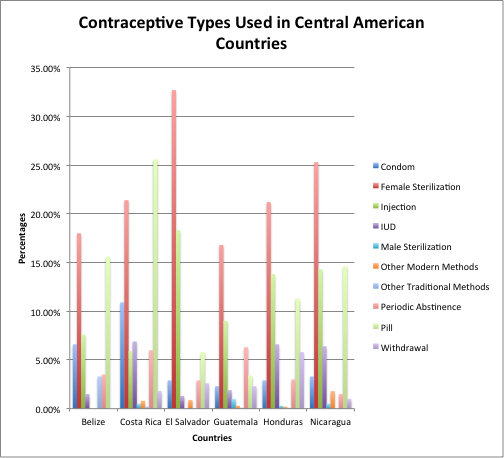 Contraceptive Types Used in Central American
Countries
35.00%
30.00%
25.00%
20.00%
15.00%
10.00%
5.00%
0.00%
Percentages
Belize Costa Rica El Salvador Guatemala Honduras Nicaragua
Countries
Condom
Female Sterilization
Injection
IUD
Male Sterilization
Other Modern Methods
Other Traditional Methods
Periodic Abstinence
Pill
Withdrawal